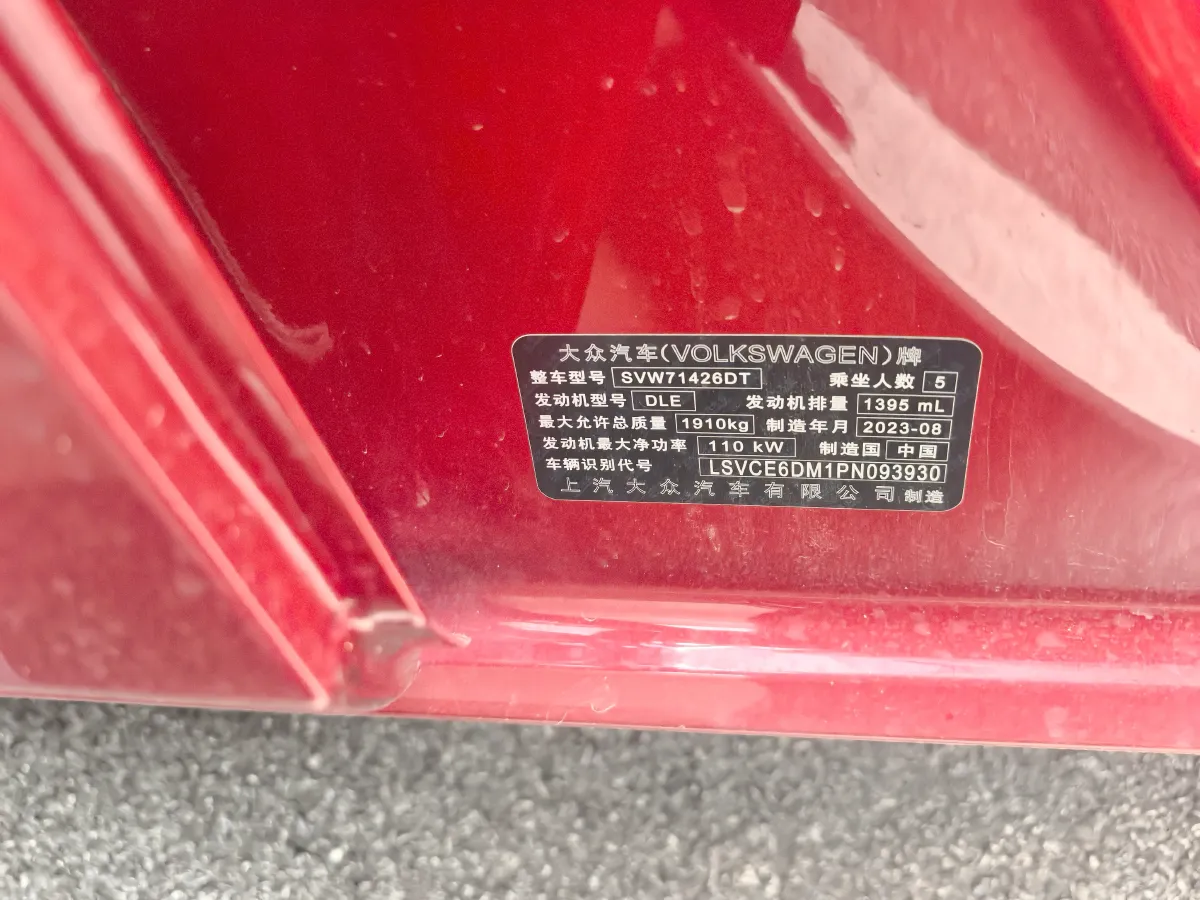 大众汽车(VOLKSWAGEN)牌
整车型号 SVW71426DT 乘坐人数 5
发动机型号 DLE 发动机排量 1395 mL
最大允许总质量 1910kg 制造年月 2023-08
发动机最大净功率 110 kW 制造国 中国
车辆识别代号 LSVCE6DM1PN093930
上汽大众汽车有限公司 制造